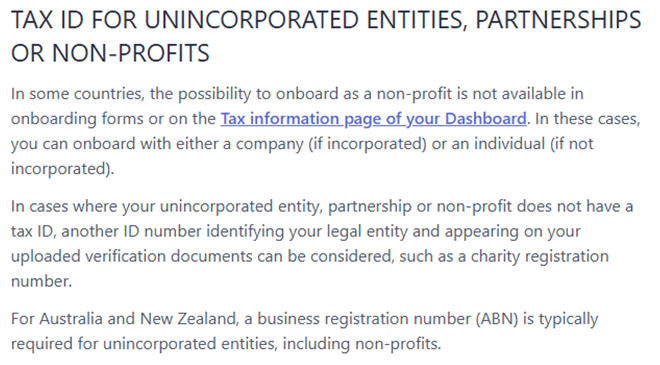 TAX ID FOR UNINCORPORATED ENTITIES, PARTNERSHIPS
OR NON-PROFITS
In some countries, the possibility to onboard as a non-profit is not available in
onboarding forms or on the Tax information page of your Dashboard. In these cases,
you can onboard with either a company (if incorporated) or an individual (if not
incorporated).
In cases where your unincorporated entity, partnership or non-profit does not have a
tax ID, another ID number identifying your legal entity and appearing on your
uploaded verification documents can be considered, such as a charity registration
number.
For Australia and New Zealand, a business registration number (ABN) is typically
required for unincorporated entities, including non-profits.